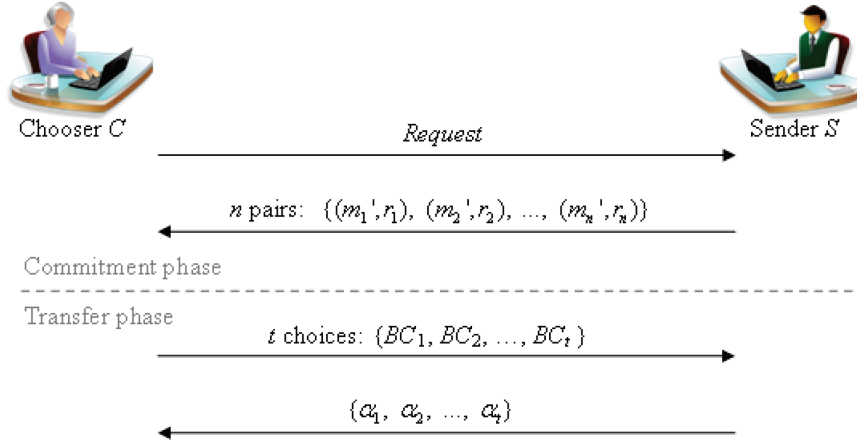 Chooser C Sender S
Request
n pairs: {(m₁',r₁), (m₂',r₂), ..., (mₙ',rₙ)}
Commitment phase
Transfer phase
t choices: {BC₁, BC₂, ..., BCₜ}
{α₁, α₂, ..., αₜ}